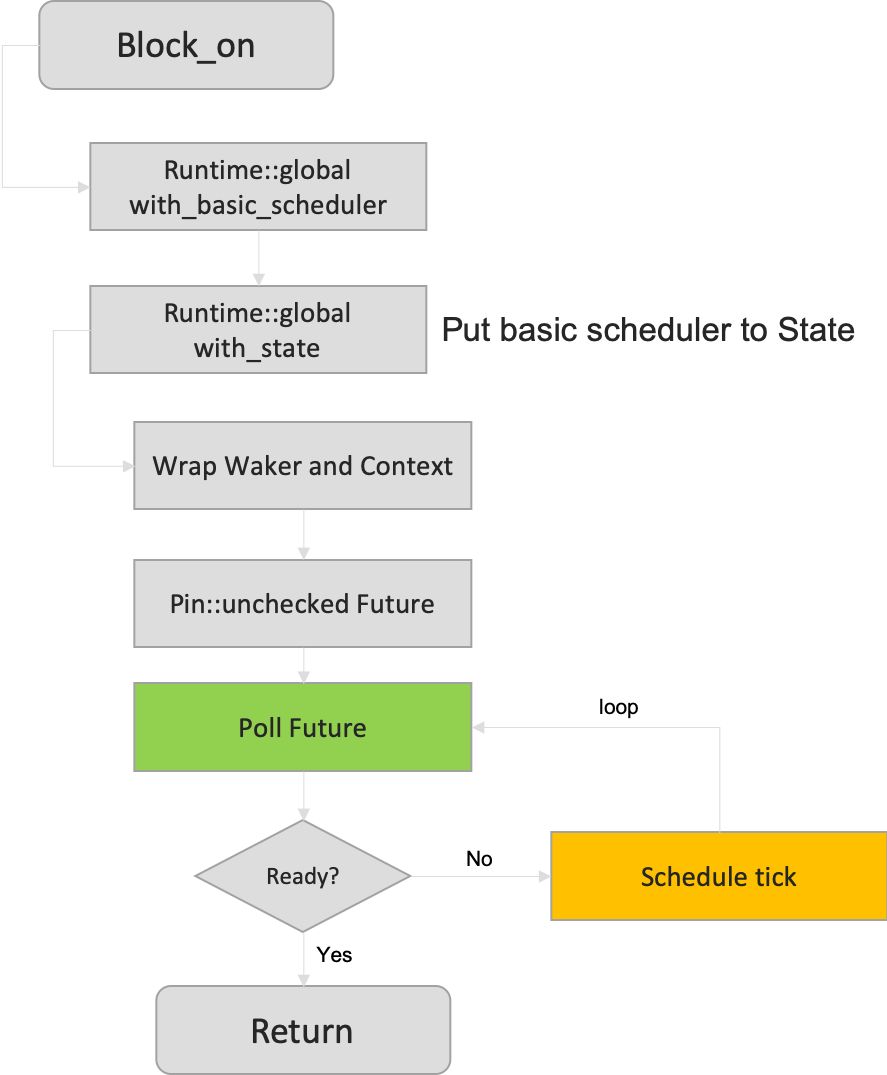 Block_on
Runtime::global
with_basic_scheduler
Runtime::global
with_state
Put basic scheduler to State
Wrap Waker and Context
Pin::unchecked Future
Poll Future
loop
Ready?
No
Schedule tick
Yes
Return